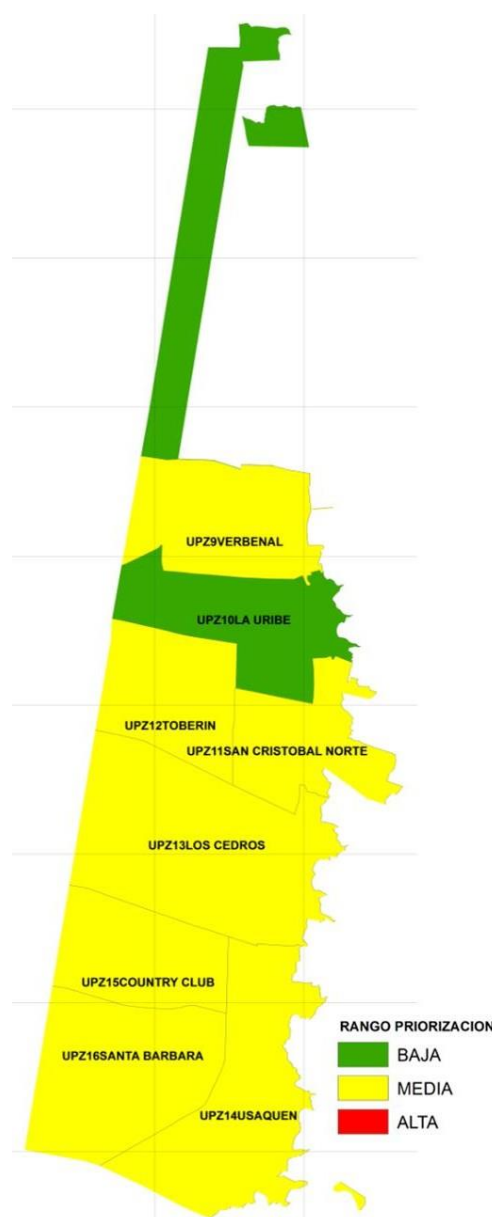 UPZ9VERBENAL
UPZ10LA URIBE
UPZ12TOBERIN
UPZ11SAN CRISTOBAL NORTE
UPZ13LOS CEDROS
UPZ15COUNTRY CLUB
UPZ16SANTA BARBARA
UPZ14USAQUEN
RANGO PRIORIZACION
BAJA
MEDIA
ALTA